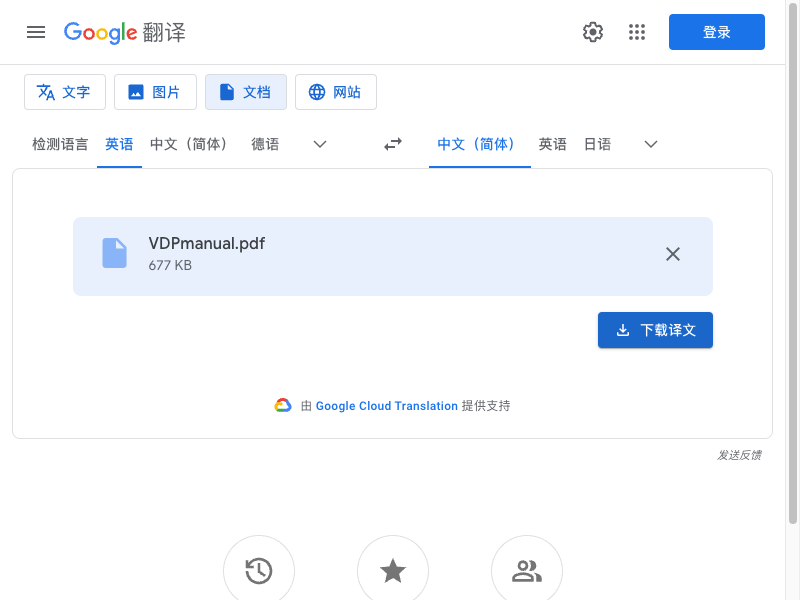 Google 翻译
登录
文字
图片
文档
网站
检测语言 英语 中文（简体） 德语
中文（简体） 英语 日语
VDPmanual.pdf
677 KB
下载译文
由 Google Cloud Translation 提供支持
发送反馈